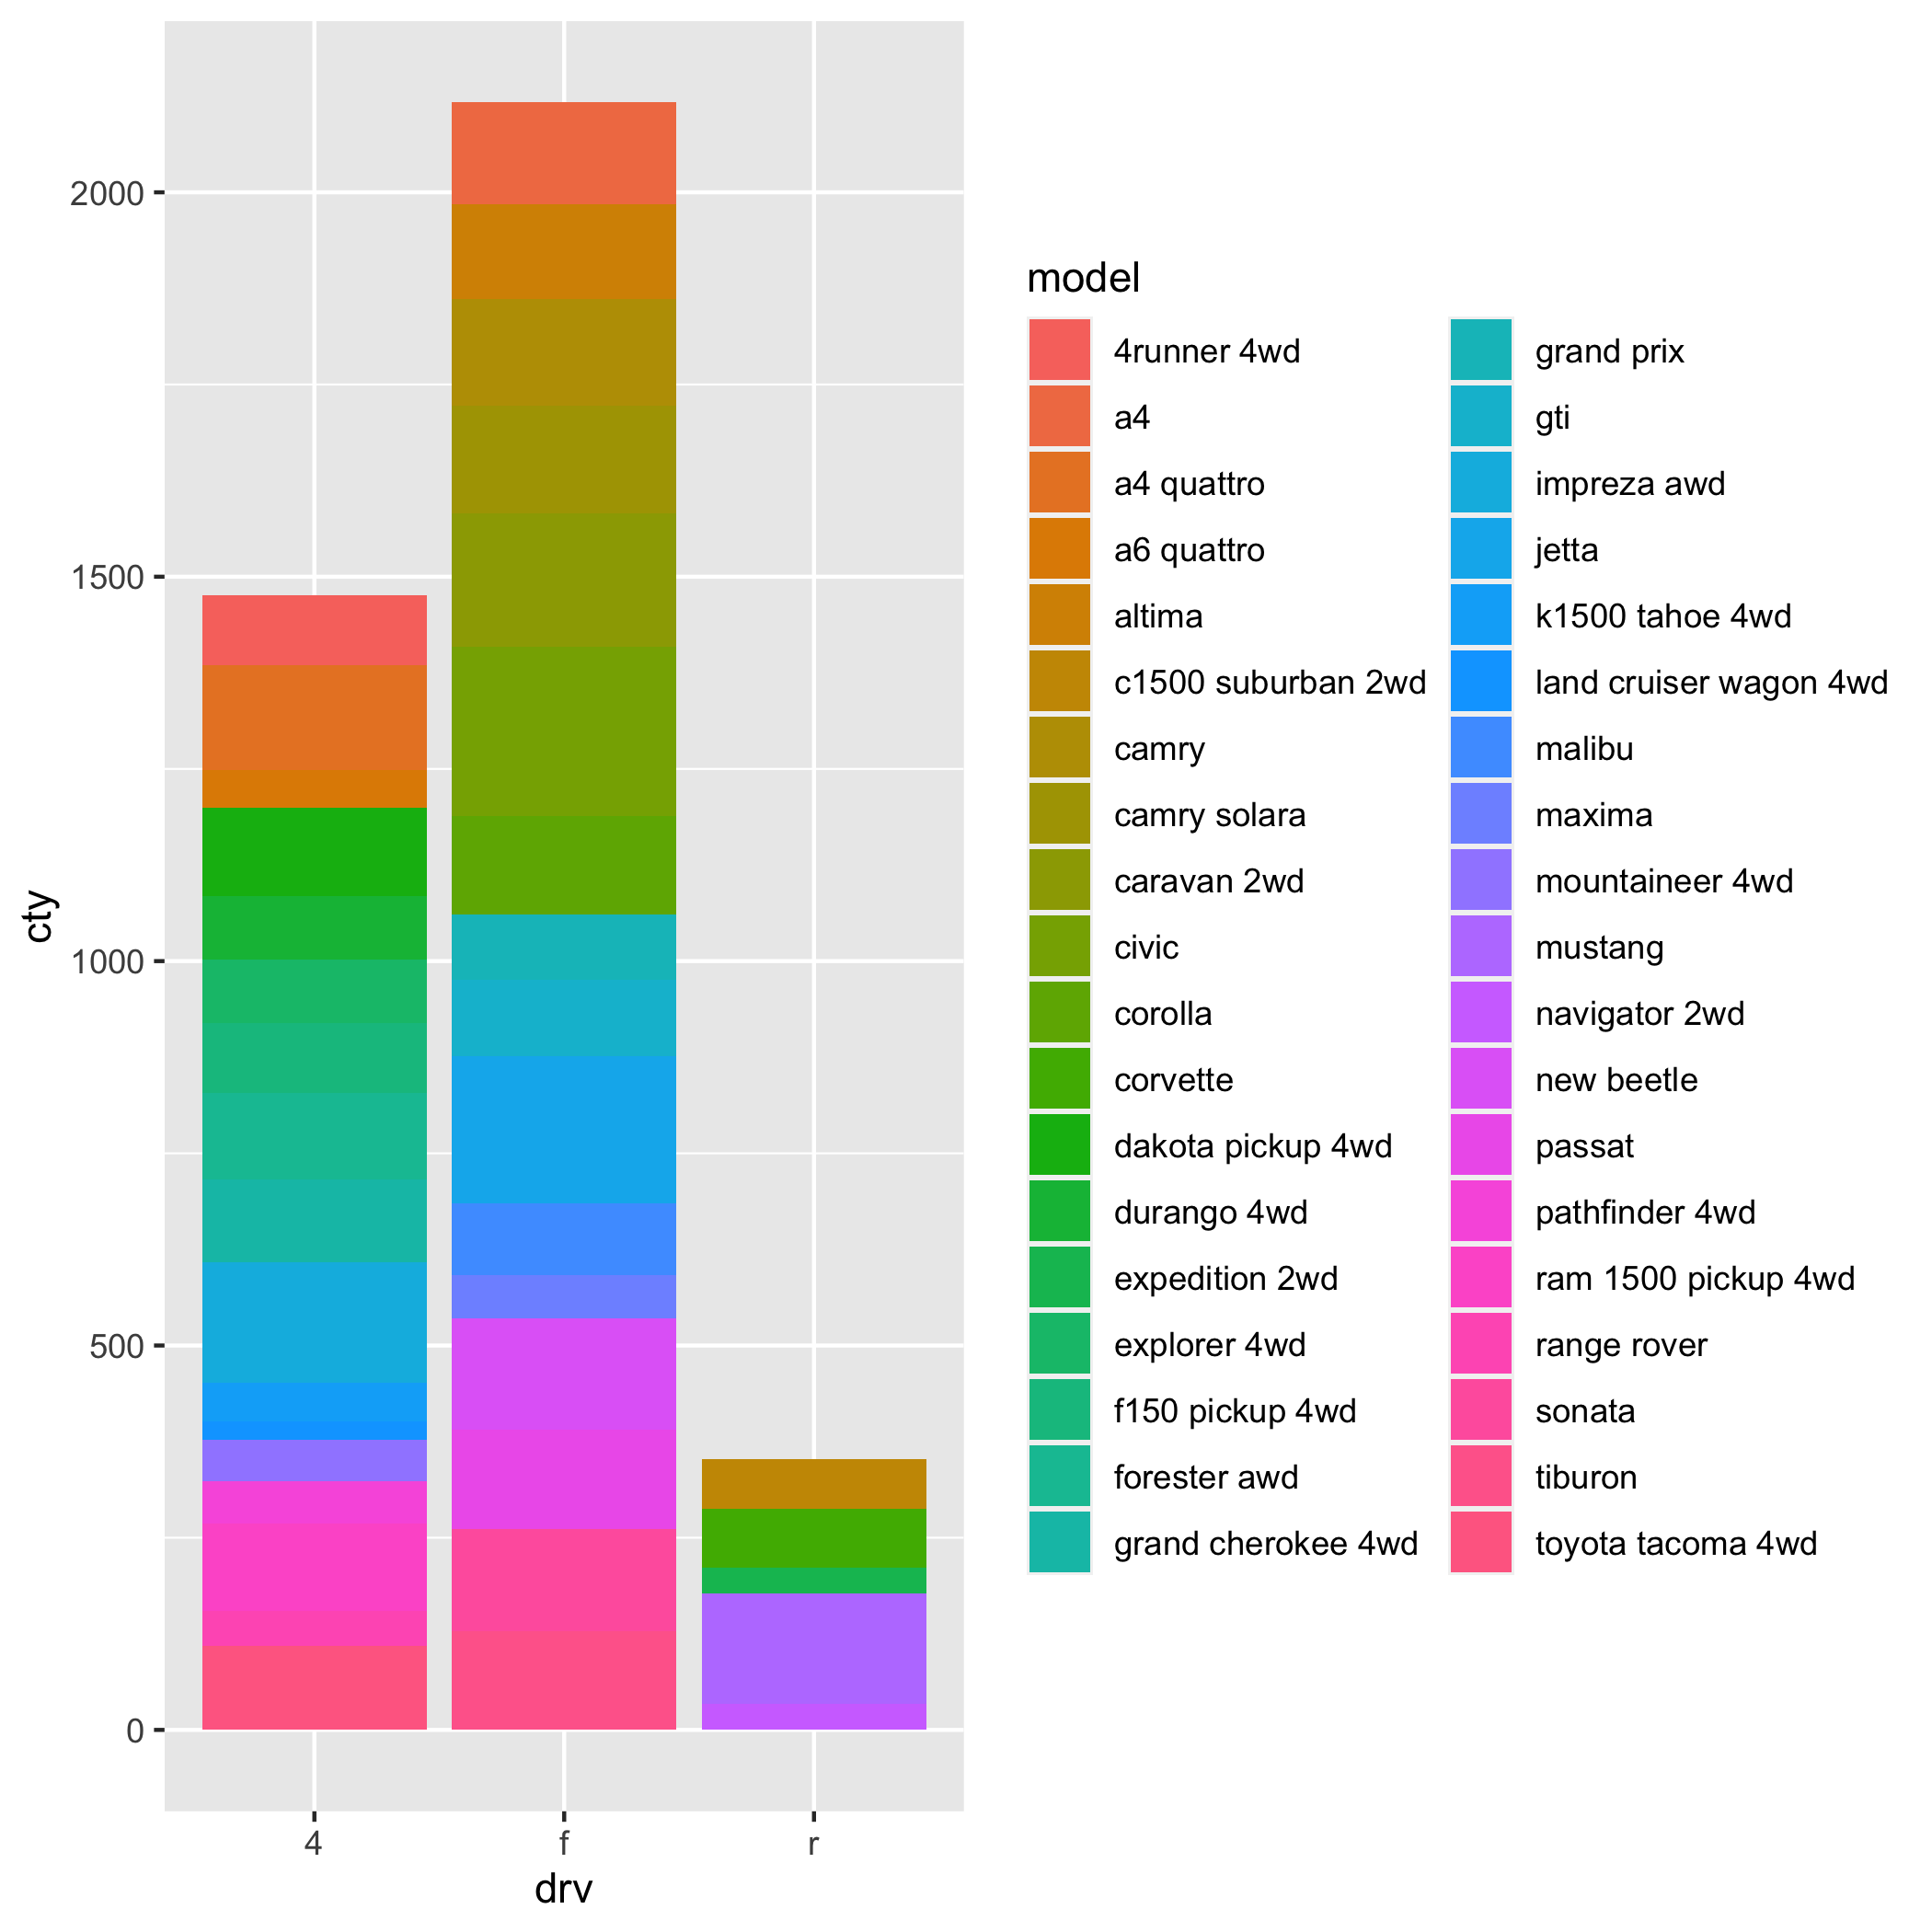 2000
1500
1000
500
0
cty
4
f
r
drv
model
4runner 4wd
a4
a4 quattro
a6 quattro
altima
c1500 suburban 2wd
camry
camry solara
caravan 2wd
civic
corolla
corvette
dakota pickup 4wd
durango 4wd
expedition 2wd
explorer 4wd
f150 pickup 4wd
forester awd
grand cherokee 4wd
grand prix
gti
impreza awd
jetta
k1500 tahoe 4wd
land cruiser wagon 4wd
malibu
maxima
mountaineer 4wd
mustang
navigator 2wd
new beetle
passat
pathfinder 4wd
ram 1500 pickup 4wd
range rover
sonata
tiburon
toyota tacoma 4wd